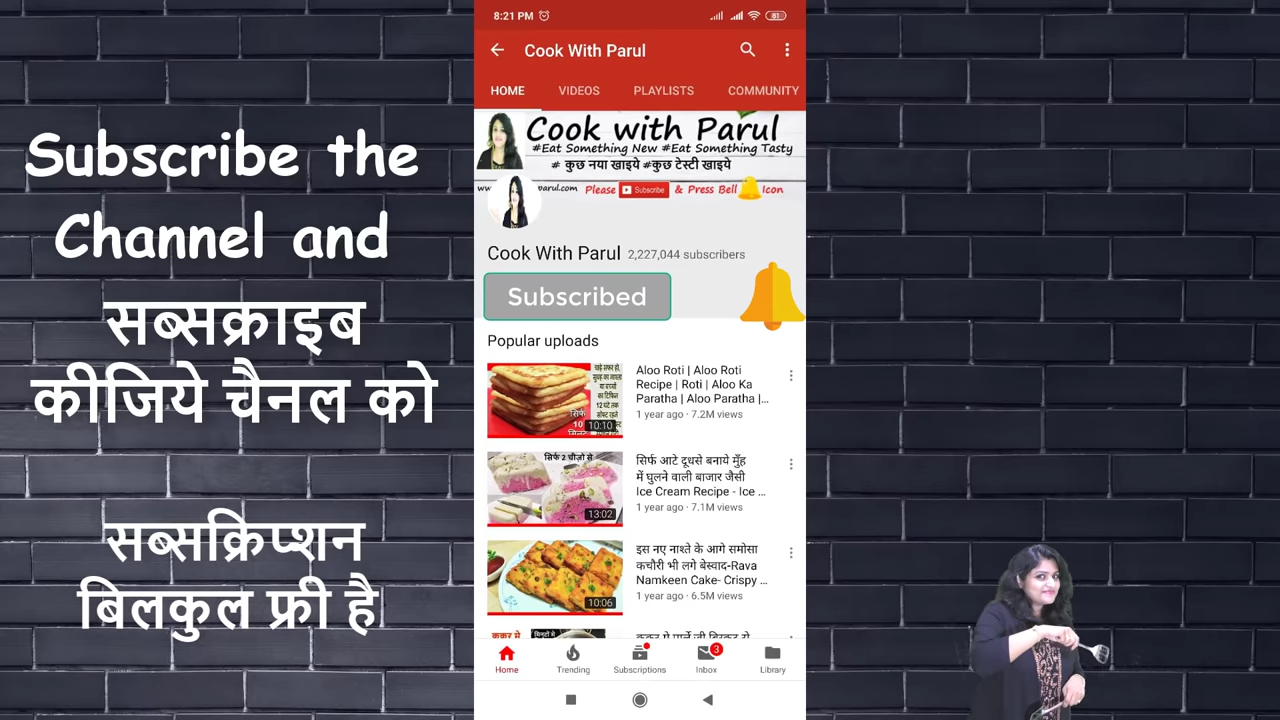 Subscribe the
Channel and
सब्सक्राइब
कीजिये चैनल को
सब्सक्रिप्शन
बिलकुल फ्री है
8:21 PM
81
Cook With Parul
HOME
VIDEOS
PLAYLISTS
COMMUNITY
Cook with Parul
#Eat Something New #Eat Something Tasty
# कुछ नया खाइये #कुछ टेस्टी खाइये
Please Subscribe & Press Bell Icon
Cook With Parul 2,227,044 subscribers
Subscribed
Popular uploads
Aloo Roti | Aloo Roti
Recipe | Roti | Aloo Ka
Paratha | Aloo Paratha |...
1 year ago · 7.2M views
सिर्फ
10
10:10
सिर्फ आटे दूधसे बनाये मुँह
में घुलने वाली बाजार जैसी
Ice Cream Recipe - Ice ...
1 year ago · 7.1M views
सिर्फ 2 चीज़ो से
13:02
इस नए नाश्ते के आगे समोसा
कचौरी भी लगे बेस्वाद-Rava
Namkeen Cake- Crispy ...
1 year ago · 6.5M views
10:06
Home
Trending
Subscriptions
Inbox
3
Library